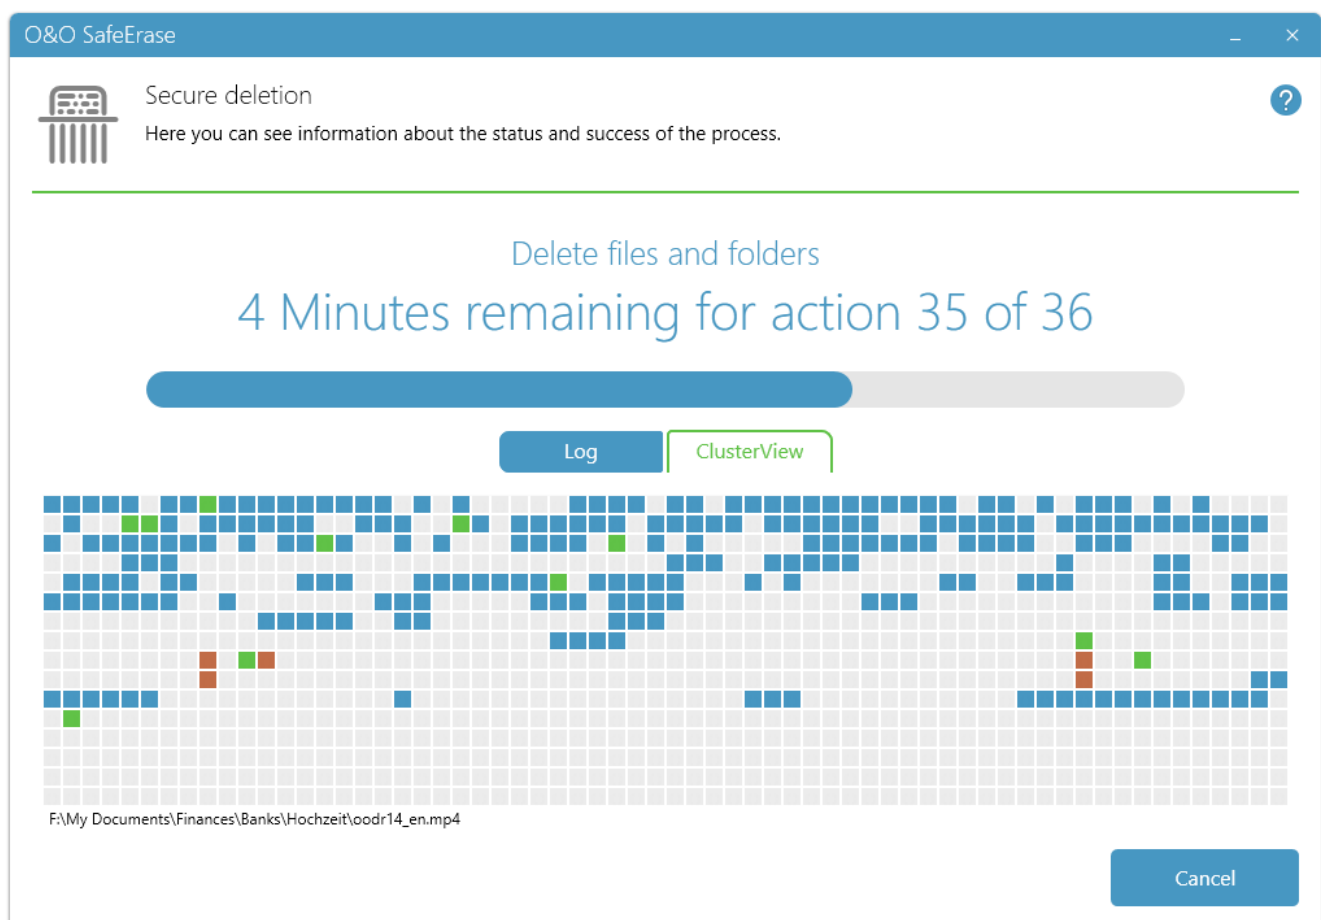 O&O SafeErase
Secure deletion
Here you can see information about the status and success of the process.
?
Delete files and folders
4 Minutes remaining for action 35 of 36
Log
ClusterView
F:\My Documents\Finances\Banks\Hochzeit\oodr14_en.mp4
Cancel